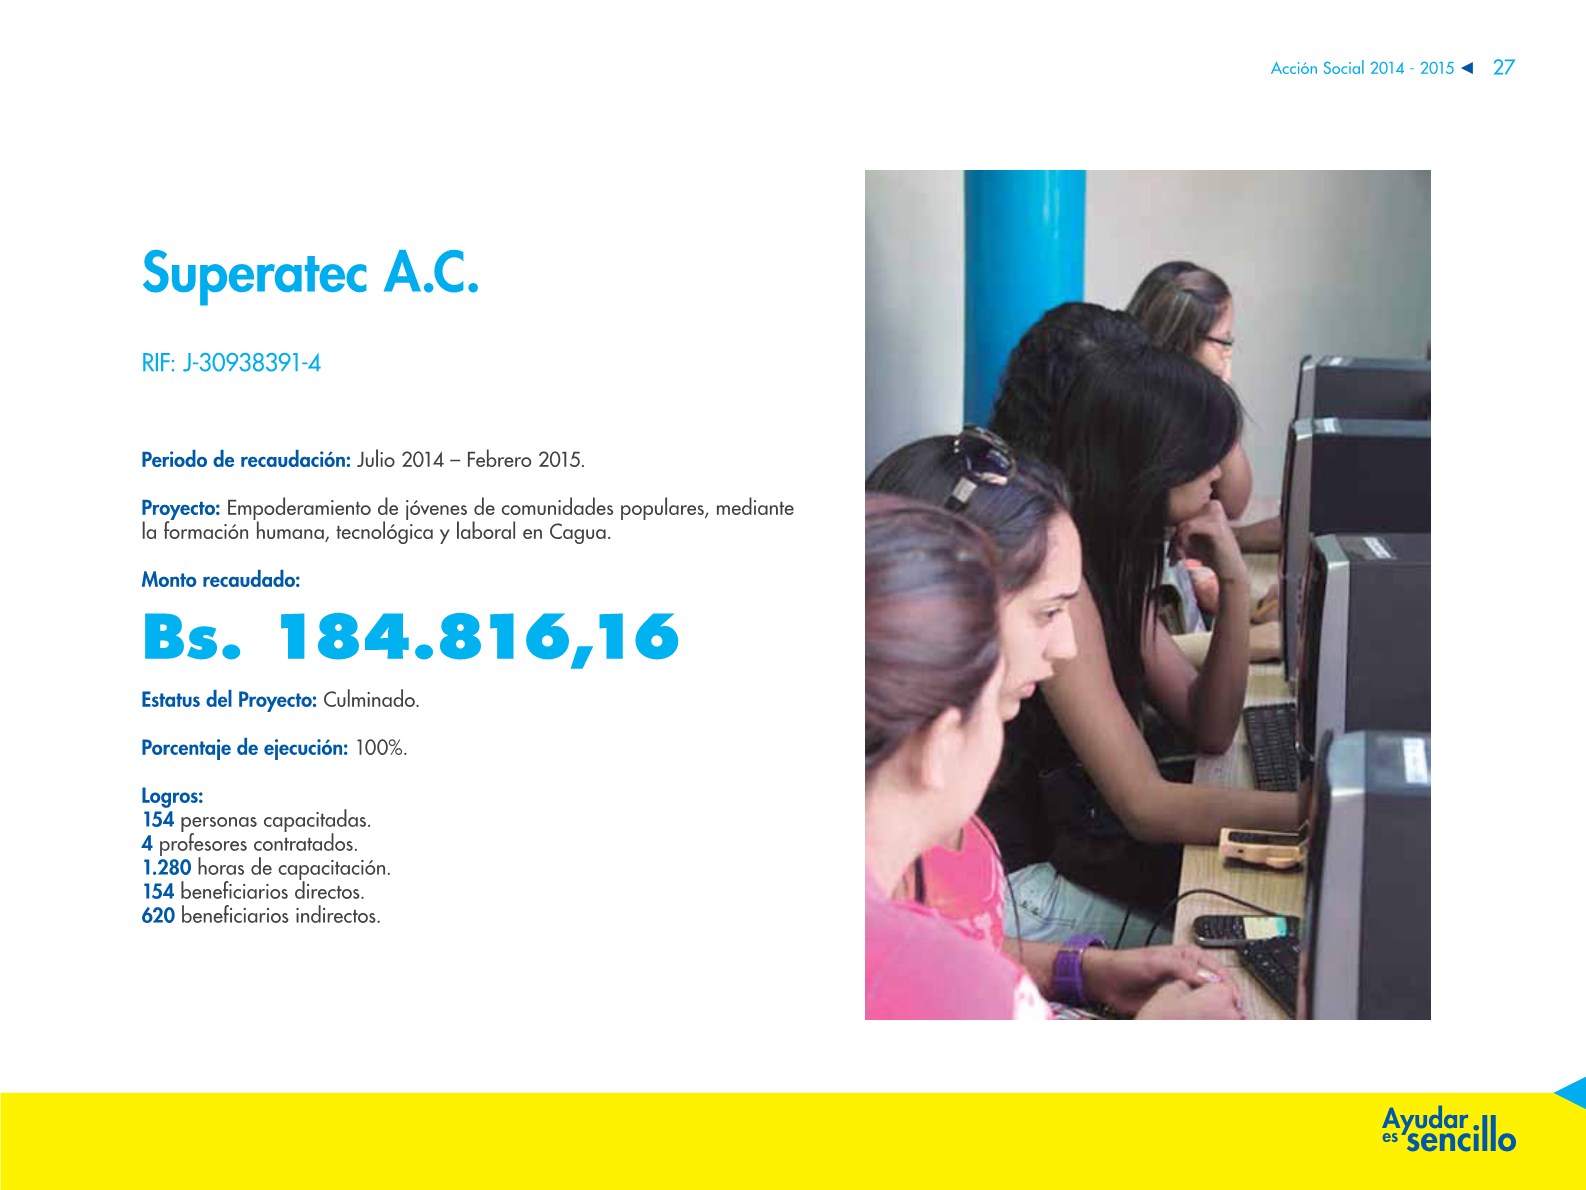 Acción Social 2014 - 2015 ◀ 27
Superatec A.C.
RIF: J-30938391-4
Periodo de recaudación: Julio 2014 – Febrero 2015.
Proyecto: Empoderamiento de jóvenes de comunidades populares, mediante
la formación humana, tecnológica y laboral en Cagua.
Monto recaudado:
Bs. 184.816,16
Estatus del Proyecto: Culminado.
Porcentaje de ejecución: 100%.
Logros:
154 personas capacitadas.
4 profesores contratados.
1.280 horas de capacitación.
154 beneficiarios directos.
620 beneficiarios indirectos.
Ayudar
es sencillo